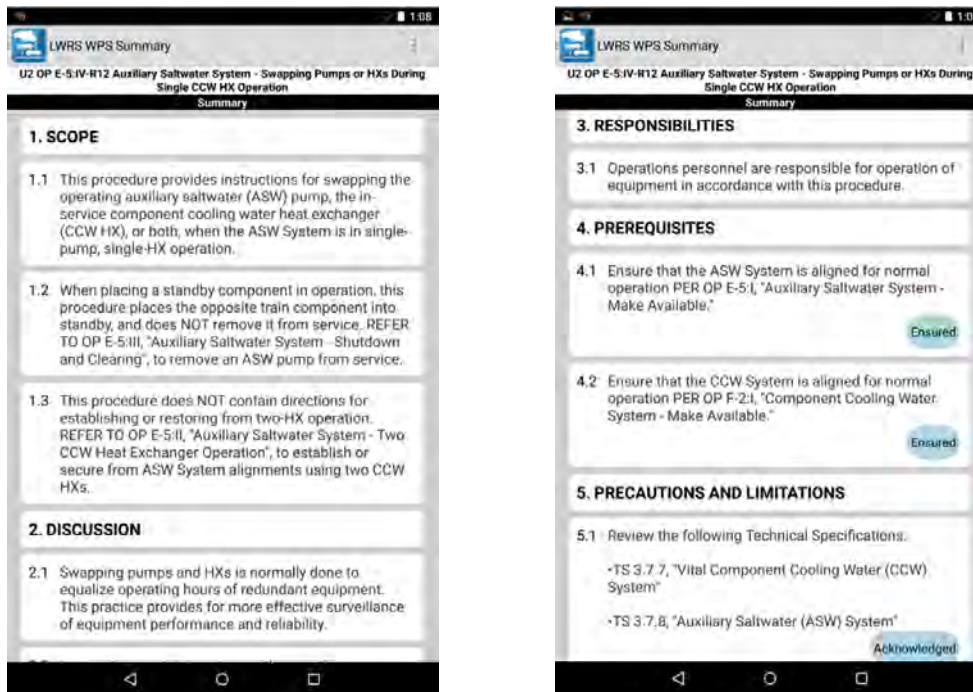 1:08
LWRS WPS Summary
U2 OP E-5:IV-R12 Auxiliary Saltwater System - Swapping Pumps or HXs During
Single CCW HX Operation
Summary
1. SCOPE
1.1 This procedure provides instructions for swapping the
operating auxiliary saltwater (ASW) pump, the in-
service component cooling water heat exchanger
(CCW HX), or both, when the ASW System is in single-
pump, single-HX operation.
1.2 When placing a standby component in operation, this
procedure places the opposite train component into
standby, and does NOT remove it from service. REFER
TO OP E-5:III, "Auxiliary Saltwater System - Shutdown
and Clearing", to remove an ASW pump from service.
1.3 This procedure does NOT contain directions for
establishing or restoring from two-HX operation.
REFER TO OP E-5:II, "Auxiliary Saltwater System - Two
CCW Heat Exchanger Operation", to establish or
secure from ASW System alignments using two CCW
HXs.
2. DISCUSSION
2.1 Swapping pumps and HXs is normally done to
equalize operating hours of redundant equipment.
This practice provides for more effective surveillance
of equipment performance and reliability.
LWRS WPS Summary
U2 OP E-5:IV-R12 Auxiliary Saltwater System - Swapping Pumps or HXs During
Single CCW HX Operation
Summary
3. RESPONSIBILITIES
3.1 Operations personnel are responsible for operation of
equipment in accordance with this procedure.
4. PREREQUISITES
4.1 Ensure that the ASW System is aligned for normal
operation PER OP E-5:I, "Auxiliary Saltwater System -
Make Available."
Ensured
4.2 Ensure that the CCW System is aligned for normal
operation PER OP F-2:I, "Component Cooling Water
System - Make Available."
Ensured
5. PRECAUTIONS AND LIMITATIONS
5.1 Review the following Technical Specifications.
•TS 3.7.7, "Vital Component Cooling Water (CCW)
System"
•TS 3.7.8, "Auxiliary Saltwater (ASW) System"
Acknowledged